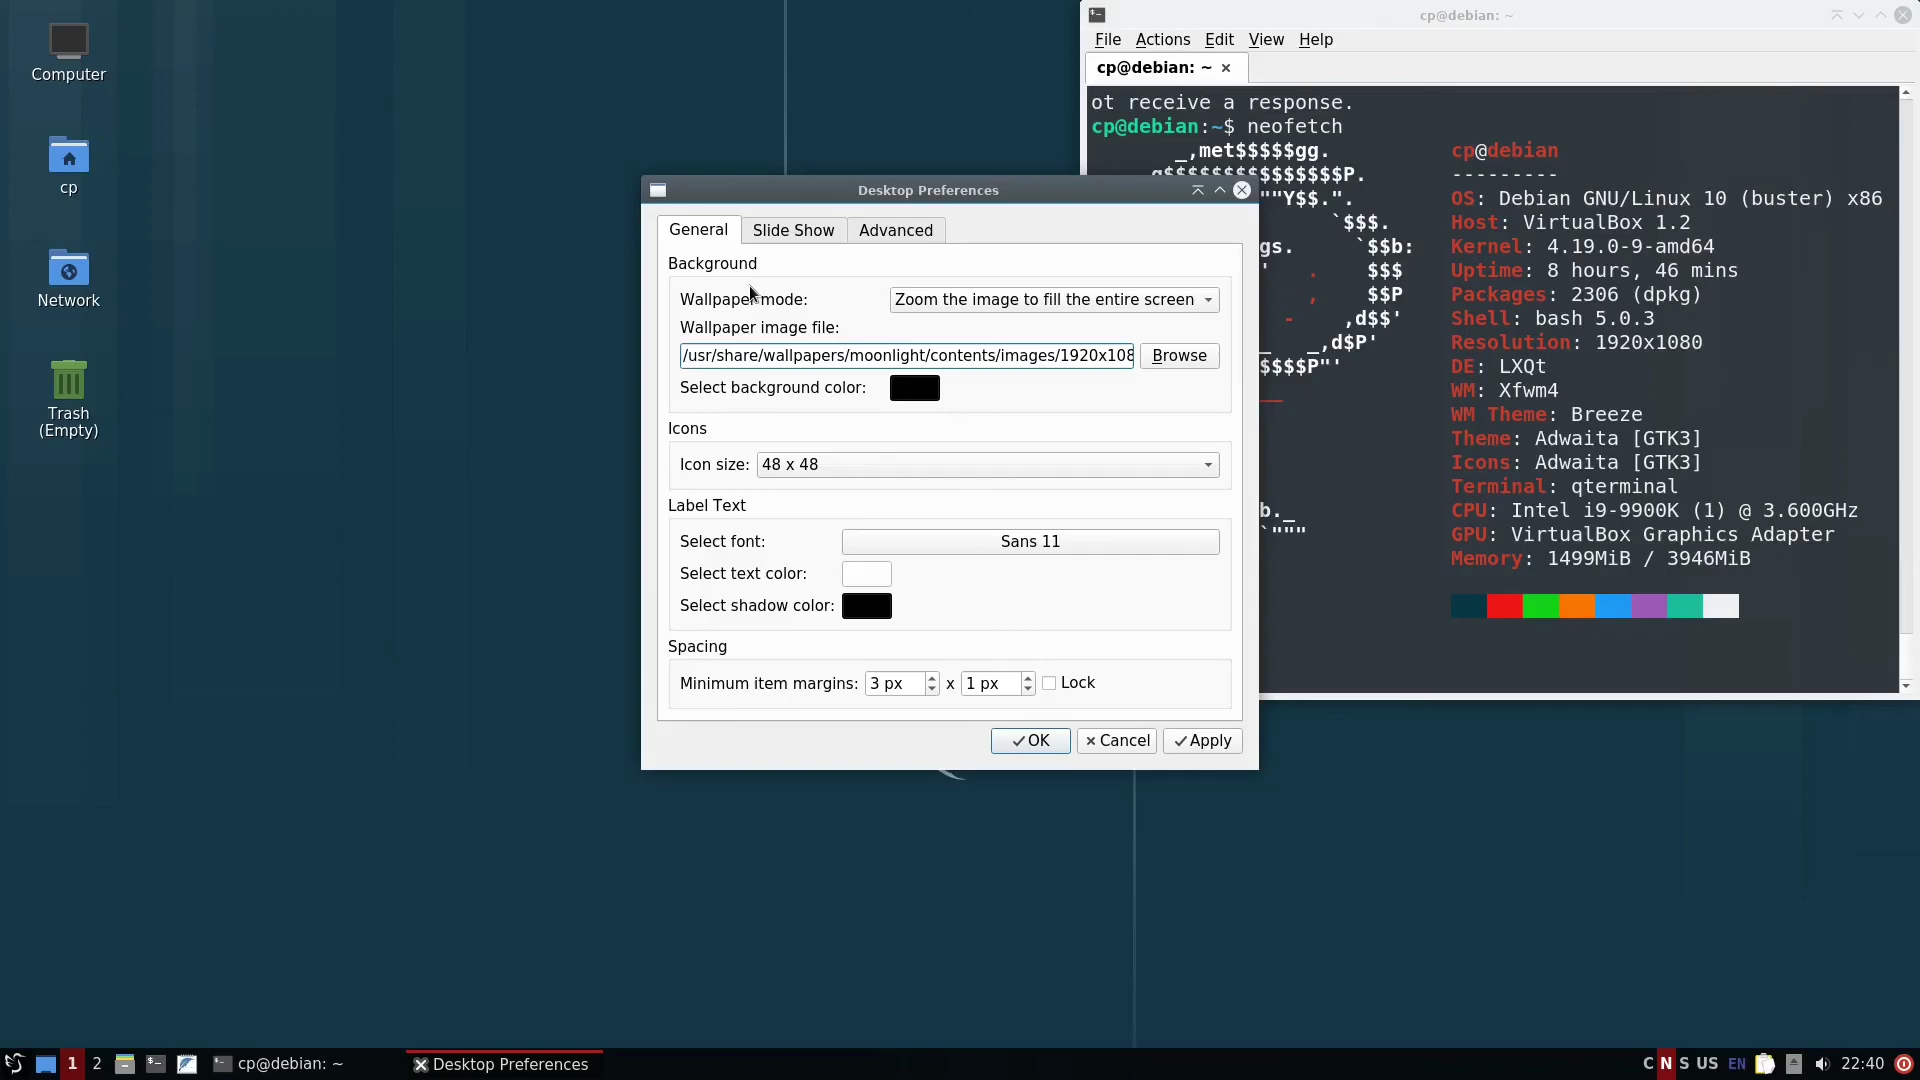 Computer
cp
Network
Trash
(Empty)
cp@debian: ~
File Actions Edit View Help
cp@debian: ~
ot receive a response.
cp@debian:~$ neofetch
_,met$$$$$gg.
g$$$$$$$$$$$$$$$P.
""Y$$.".
`$$$.
gs. `$$b:
' . $$$
, $$P
- ,d$$'
_ _,d$P'
$$$$P"'
b._
`"""
cp@debian
---------
OS: Debian GNU/Linux 10 (buster) x86
Host: VirtualBox 1.2
Kernel: 4.19.0-9-amd64
Uptime: 8 hours, 46 mins
Packages: 2306 (dpkg)
Shell: bash 5.0.3
Resolution: 1920x1080
DE: LXQt
WM: Xfwm4
WM Theme: Breeze
Theme: Adwaita [GTK3]
Icons: Adwaita [GTK3]
Terminal: qterminal
CPU: Intel i9-9900K (1) @ 3.600GHz
GPU: VirtualBox Graphics Adapter
Memory: 1499MiB / 3946MiB
Desktop Preferences
General Slide Show Advanced
Background
Wallpaper mode: Zoom the image to fill the entire screen
Wallpaper image file:
/usr/share/wallpapers/moonlight/contents/images/1920x108 Browse
Select background color:
Icons
Icon size: 48 x 48
Label Text
Select font: Sans 11
Select text color:
Select shadow color:
Spacing
Minimum item margins: 3 px x 1 px Lock
OK Cancel Apply
1 2 cp@debian: ~ Desktop Preferences C N S US EN 22:40